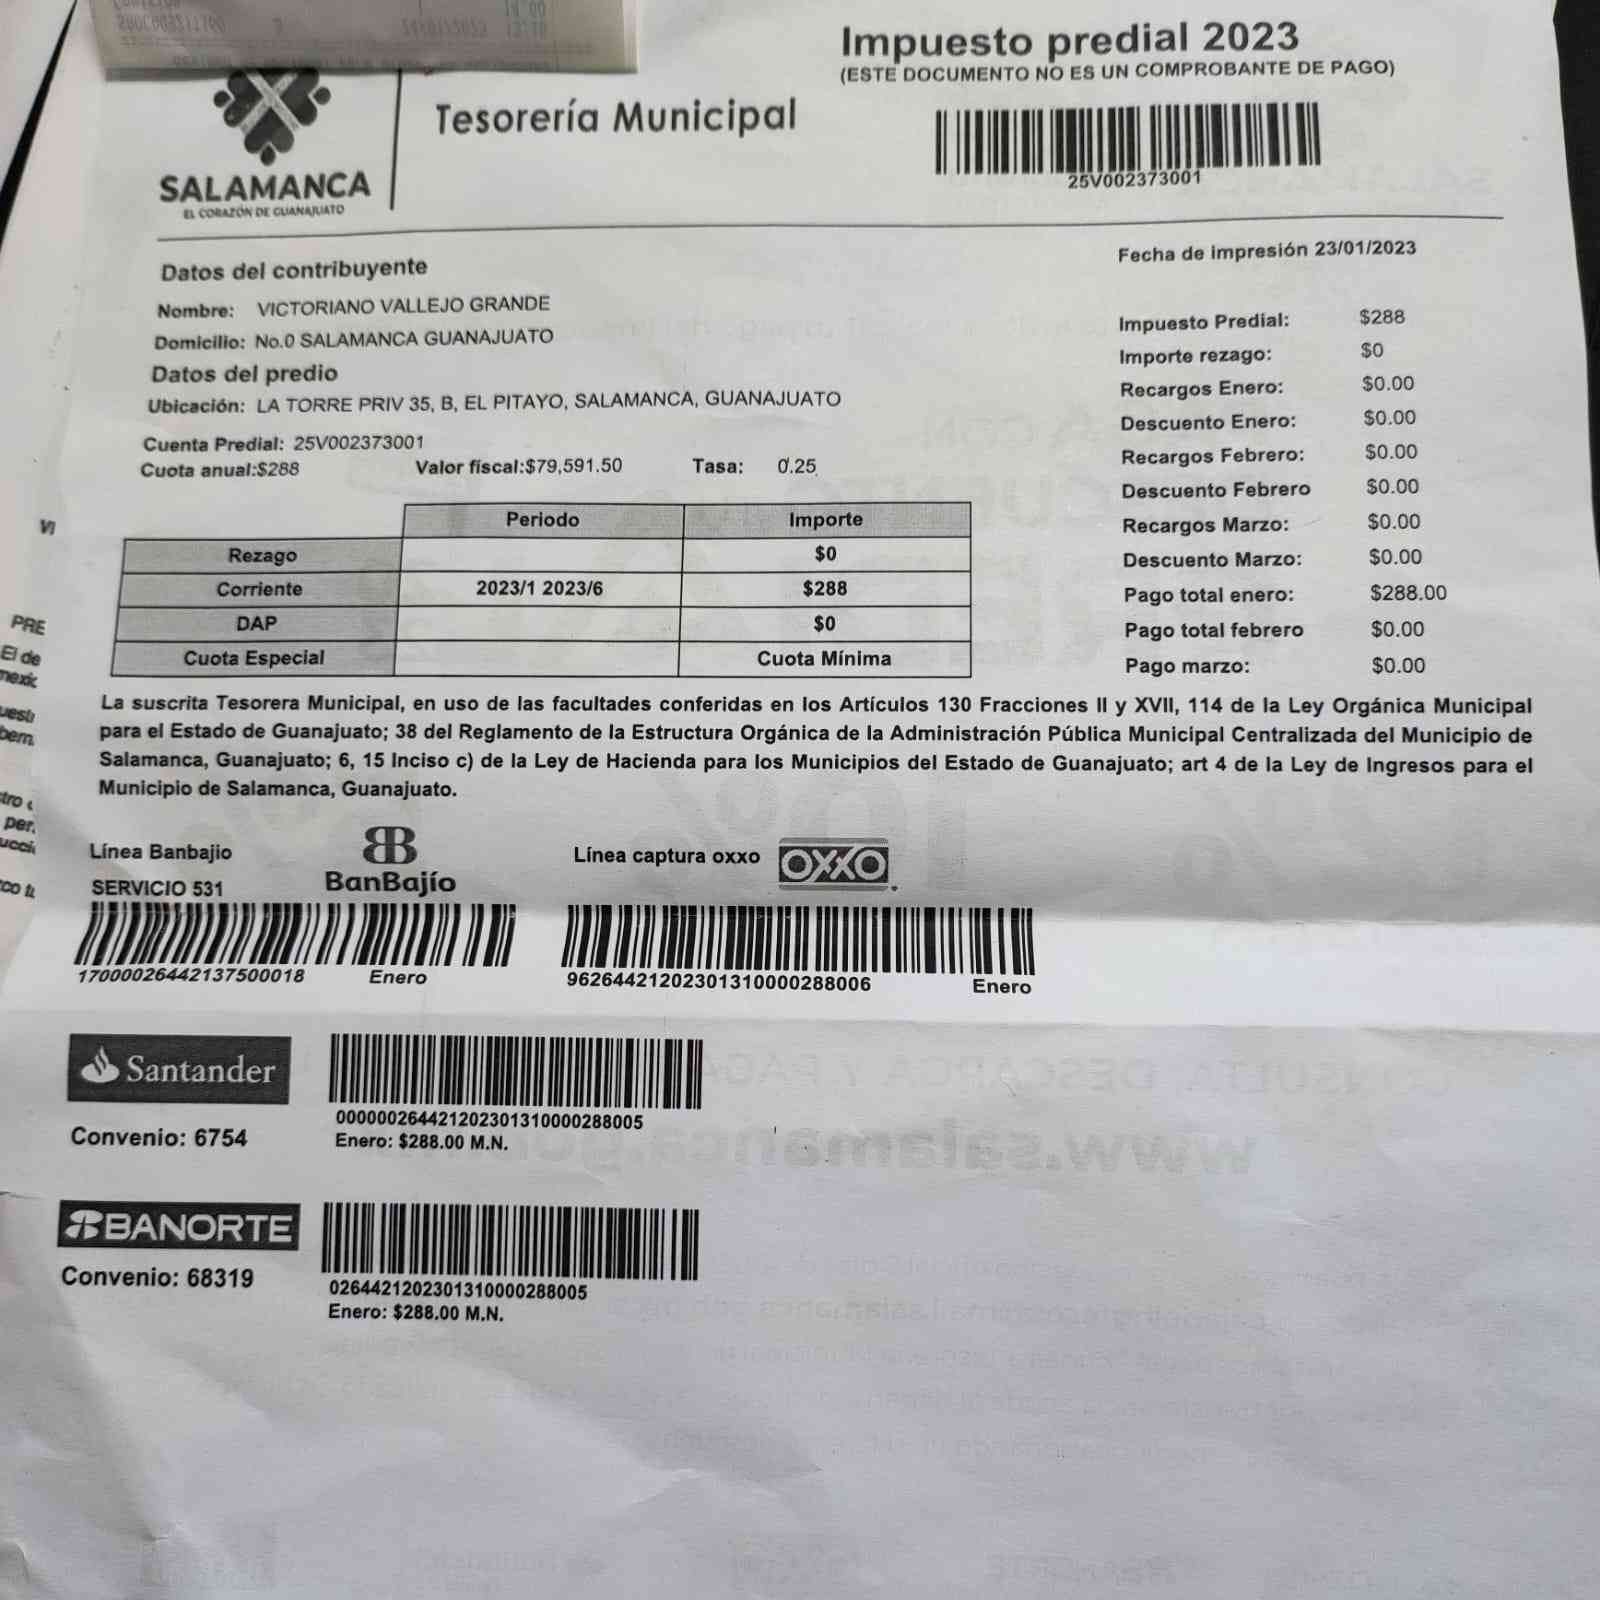 Impuesto predial 2023
(ESTE DOCUMENTO NO ES UN COMPROBANTE DE PAGO)
Tesorería Municipal
25V002373001
SALAMANCA
EL CORAZÓN DE GUANAJUATO
Fecha de impresión 23/01/2023
Datos del contribuyente
Nombre: VICTORIANO VALLEJO GRANDE
Domicilio: No.0 SALAMANCA GUANAJUATO
Datos del predio
Ubicación: LA TORRE PRIV 35, B, EL PITAYO, SALAMANCA, GUANAJUATO
Cuenta Predial: 25V002373001
Cuota anual:$288 Valor fiscal:$79,591.50 Tasa: 0.25
Impuesto Predial: $288
Importe rezago: $0
Recargos Enero: $0.00
Descuento Enero: $0.00
Recargos Febrero: $0.00
Descuento Febrero $0.00
Recargos Marzo: $0.00
Descuento Marzo: $0.00
Pago total enero: $288.00
Pago total febrero $0.00
Pago marzo: $0.00
Periodo Importe
Rezago $0
Corriente 2023/1 2023/6 $288
DAP $0
Cuota Especial Cuota Mínima
La suscrita Tesorera Municipal, en uso de las facultades conferidas en los Artículos 130 Fracciones II y XVII, 114 de la Ley Orgánica Municipal
para el Estado de Guanajuato; 38 del Reglamento de la Estructura Orgánica de la Administración Pública Municipal Centralizada del Municipio de
Salamanca, Guanajuato; 6, 15 Inciso c) de la Ley de Hacienda para los Municipios del Estado de Guanajuato; art 4 de la Ley de Ingresos para el
Municipio de Salamanca, Guanajuato.
Línea Banbajio
SERVICIO 531
BanBajío
17000026442137500018 Enero
Línea captura oxxo OXXO
96264421202301310000288006 Enero
Santander
Convenio: 6754
000000264421202301310000288005
Enero: $288.00 M.N.
BANORTE
Convenio: 68319
0264421202301310000288005
Enero: $288.00 M.N.